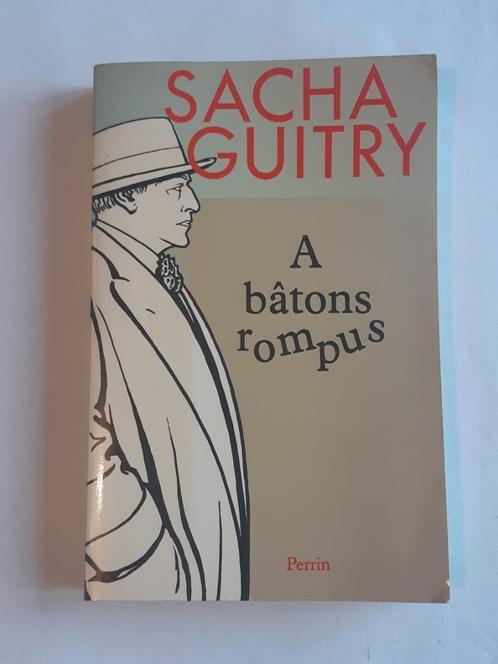 SACHA
GUITRY
A
bâtons
rompus
Perrin